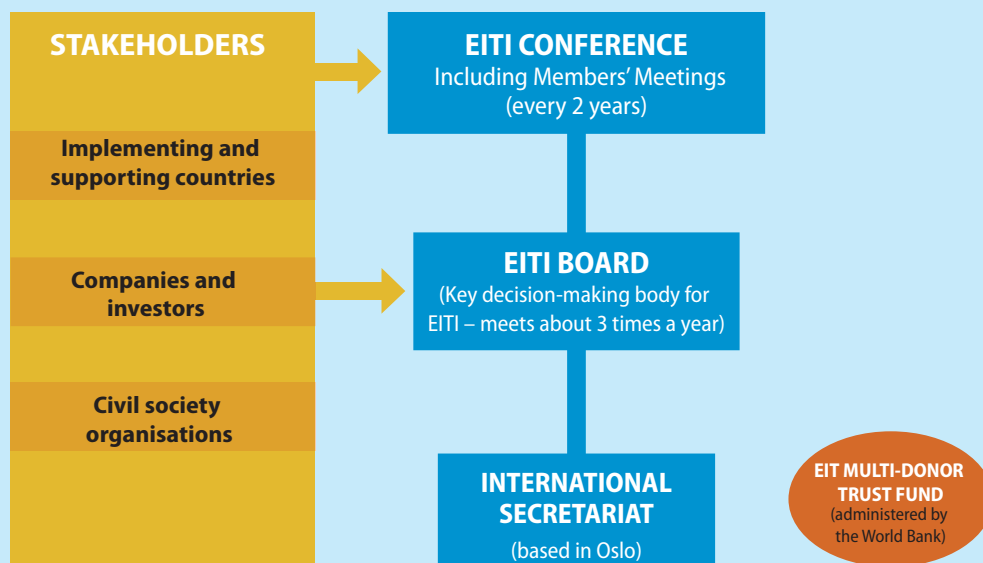 STAKEHOLDERS
Implementing and
supporting countries
Companies and
investors
Civil society
organisations
EITI CONFERENCE
Including Members’ Meetings
(every 2 years)
EITI BOARD
(Key decision-making body for
EITI – meets about 3 times a year)
INTERNATIONAL
SECRETARIAT
(based in Oslo)
EIT MULTI-DONOR
TRUST FUND
(administered by
the World Bank)